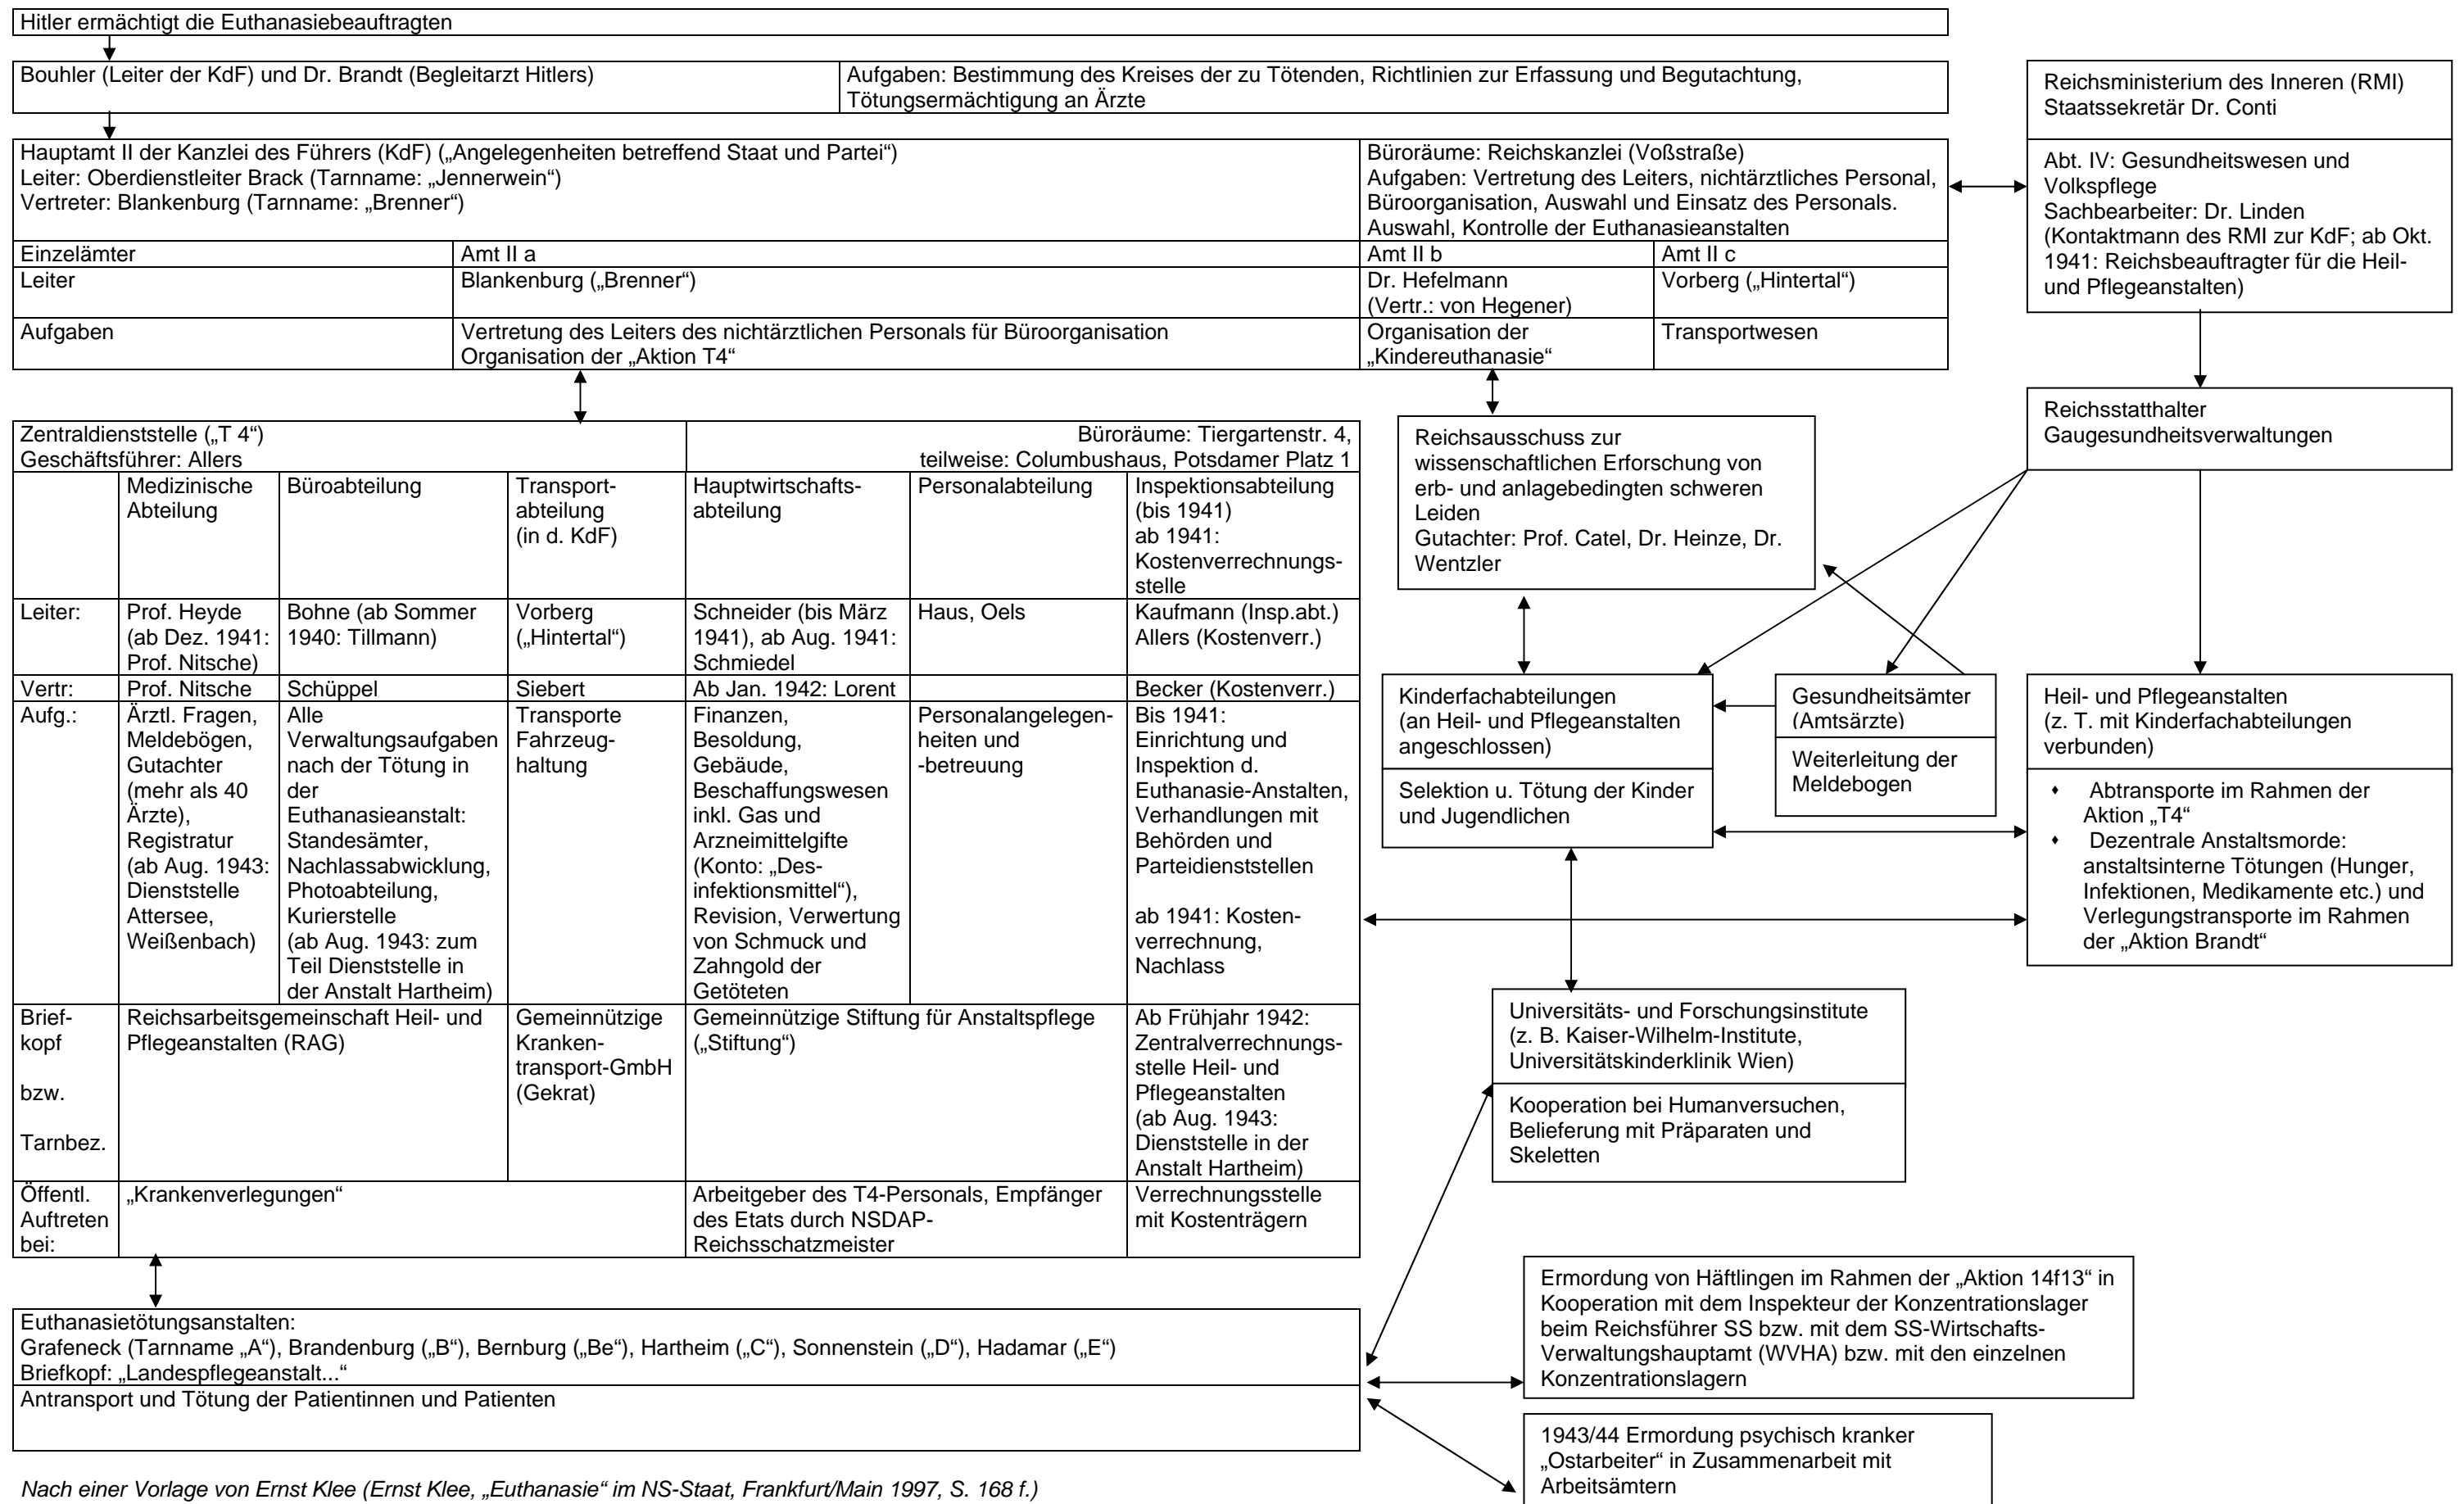 Hitler ermächtigt die Euthanasiebeauftragten
Bouhler (Leiter der KdF) und Dr. Brandt (Begleitarzt Hitlers)
Aufgaben: Bestimmung des Kreises der zu Tötenden, Richtlinien zur Erfassung und Begutachtung,
Tötungsermächtigung an Ärzte
Hauptamt II der Kanzlei des Führers (KdF) („Angelegenheiten betreffend Staat und Partei“)
Leiter: Oberdienstleiter Brack (Tarnname: „Jennerwein“)
Vertreter: Blankenburg (Tarnname: „Brenner“)
Büroräume: Reichskanzlei (Voßstraße)
Aufgaben: Vertretung des Leiters, nichtärztliches Personal,
Büroorganisation, Auswahl und Einsatz des Personals.
Auswahl, Kontrolle der Euthanasieanstalten
Einzelämter
Amt II a
Amt II b
Amt II c
Leiter
Blankenburg („Brenner“)
Dr. Hefelmann
(Vertr.: von Hegener)
Vorberg („Hintertal“)
Aufgaben
Vertretung des Leiters des nichtärztlichen Personals für Büroorganisation
Organisation der „Aktion T4“
Organisation der
„Kindereuthanasie“
Transportwesen
Reichsministerium des Inneren (RMI)
Staatssekretär Dr. Conti
Abt. IV: Gesundheitswesen und
Volkspflege
Sachbearbeiter: Dr. Linden
(Kontaktmann des RMI zur KdF; ab Okt.
1941: Reichsbeauftragter für die Heil-
und Pflegeanstalten)
Reichsstatthalter
Gaugesundheitsverwaltungen
Zentraldienststelle („T 4“)
Geschäftsführer: Allers
Büroräume: Tiergartenstr. 4,
teilweise: Columbushaus, Potsdamer Platz 1
Medizinische
Abteilung
Büroabteilung
Transport-
abteilung
(in d. KdF)
Hauptwirtschafts-
abteilung
Personalabteilung
Inspektionsabteilung
(bis 1941)
ab 1941:
Kostenverrechnungs-
stelle
Leiter:
Prof. Heyde
(ab Dez. 1941:
Prof. Nitsche)
Bohne (ab Sommer
1940: Tillmann)
Vorberg
(„Hintertal“)
Schneider (bis März
1941), ab Aug. 1941:
Schmiedel
Haus, Oels
Kaufmann (Insp.abt.)
Allers (Kostenverr.)
Vertr:
Prof. Nitsche
Schüppel
Siebert
Ab Jan. 1942: Lorent
Becker (Kostenverr.)
Aufg.:
Ärztl. Fragen,
Meldebögen,
Gutachter
(mehr als 40
Ärzte),
Registratur
(ab Aug. 1943:
Dienststelle
Attersee,
Weißenbach)
Alle
Verwaltungsaufgaben
nach der Tötung in
der
Euthanasieanstalt:
Standesämter,
Nachlassabwicklung,
Photoabteilung,
Kurierstelle
(ab Aug. 1943: zum
Teil Dienststelle in
der Anstalt Hartheim)
Transporte
Fahrzeug-
haltung
Finanzen,
Besoldung,
Gebäude,
Beschaffungswesen
inkl. Gas und
Arzneimittelgifte
(Konto: „Des-
infektionsmittel“),
Revision, Verwertung
von Schmuck und
Zahngold der
Getöteten
Personalangelegen-
heiten und
-betreuung
Bis 1941:
Einrichtung und
Inspektion d.
Euthanasie-Anstalten,
Verhandlungen mit
Behörden und
Parteidienststellen
ab 1941: Kosten-
verrechnung,
Nachlass
Brief-
kopf
bzw.
Tarnbez.
Reichsarbeitsgemeinschaft Heil- und
Pflegeanstalten (RAG)
Gemeinnützige
Kranken-
transport-GmbH
(Gekrat)
Gemeinnützige Stiftung für Anstaltspflege
(„Stiftung“)
Ab Frühjahr 1942:
Zentralverrechnungs-
stelle Heil- und
Pflegeanstalten
(ab Aug. 1943:
Dienststelle in der
Anstalt Hartheim)
Öffentl.
Auftreten
bei:
„Krankenverlegungen“
Arbeitgeber des T4-Personals, Empfänger
des Etats durch NSDAP-
Reichsschatzmeister
Verrechnungsstelle
mit Kostenträgern
Reichsausschuss zur
wissenschaftlichen Erforschung von
erb- und anlagebedingten schweren
Leiden
Gutachter: Prof. Catel, Dr. Heinze, Dr.
Wentzler
Kinderfachabteilungen
(an Heil- und Pflegeanstalten
angeschlossen)
Selektion u. Tötung der Kinder
und Jugendlichen
Gesundheitsämter
(Amtsärzte)
Weiterleitung der
Meldebogen
Heil- und Pflegeanstalten
(z. T. mit Kinderfachabteilungen
verbunden)
♦ Abtransporte im Rahmen der
Aktion „T4“
♦ Dezentrale Anstaltsmorde:
anstaltsinterne Tötungen (Hunger,
Infektionen, Medikamente etc.) und
Verlegungstransporte im Rahmen
der „Aktion Brandt“
Universitäts- und Forschungsinstitute
(z. B. Kaiser-Wilhelm-Institute,
Universitätskinderklinik Wien)
Kooperation bei Humanversuchen,
Belieferung mit Präparaten und
Skeletten
Euthanasietötungsanstalten:
Grafeneck (Tarnname „A“), Brandenburg („B“), Bernburg („Be“), Hartheim („C“), Sonnenstein („D“), Hadamar („E“)
Briefkopf: „Landespflegeanstalt...“
Antransport und Tötung der Patientinnen und Patienten
Ermordung von Häftlingen im Rahmen der „Aktion 14f13“ in
Kooperation mit dem Inspekteur der Konzentrationslager
beim Reichsführer SS bzw. mit dem SS-Wirtschafts-
Verwaltungshauptamt (WVHA) bzw. mit den einzelnen
Konzentrationslagern
1943/44 Ermordung psychisch kranker
„Ostarbeiter“ in Zusammenarbeit mit
Arbeitsämtern
Nach einer Vorlage von Ernst Klee (Ernst Klee, „Euthanasie“ im NS-Staat, Frankfurt/Main 1997, S. 168 f.)